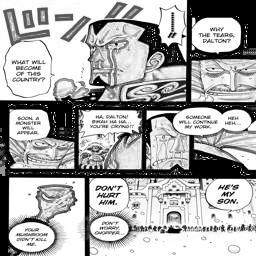 WHY
THE TEARS,
DALTON?
WHAT WILL
BECOME
OF THIS
COUNTRY?
HEH
HEH...
SOMEONE
WILL CONTINUE
MY WORK.
HA, DALTON!
BWAH HA HA...
YOU'RE CRYING!!
SOON, A
MONSTER
WILL
APPEAR.
HE'S
MY
SON.
DON'T
HURT
HIM.
DON'T
WORRY,
CHOPPER...
YOUR
MUSHROOM
DIDN'T KILL
ME.